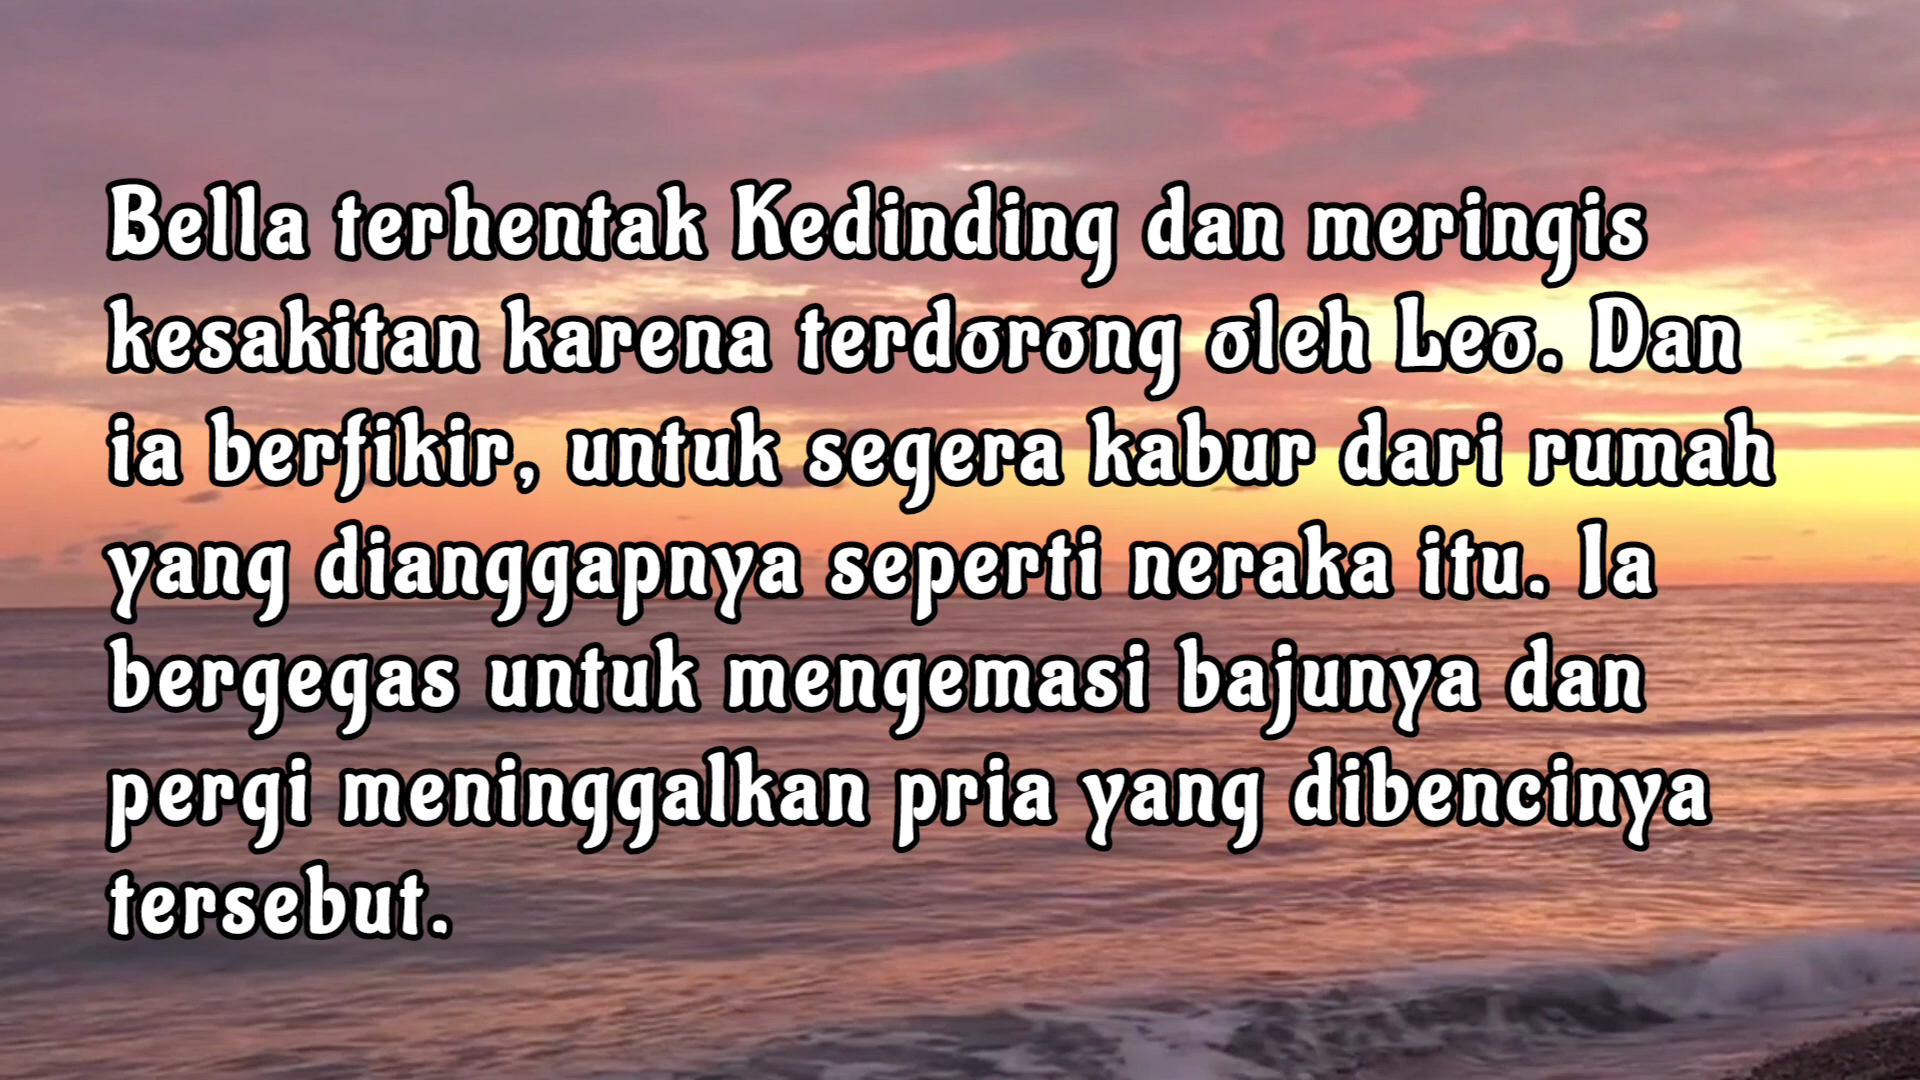 Bella terhentak Kedinding dan meringis
kesakitan karena terdorong oleh Leo. Dan
ia berfikir, untuk segera kabur dari rumah
yang dianggapnya seperti neraka itu. Ia
bergegas untuk mengemasi bajunya dan
pergi meninggalkan pria yang dibencinya
tersebut.